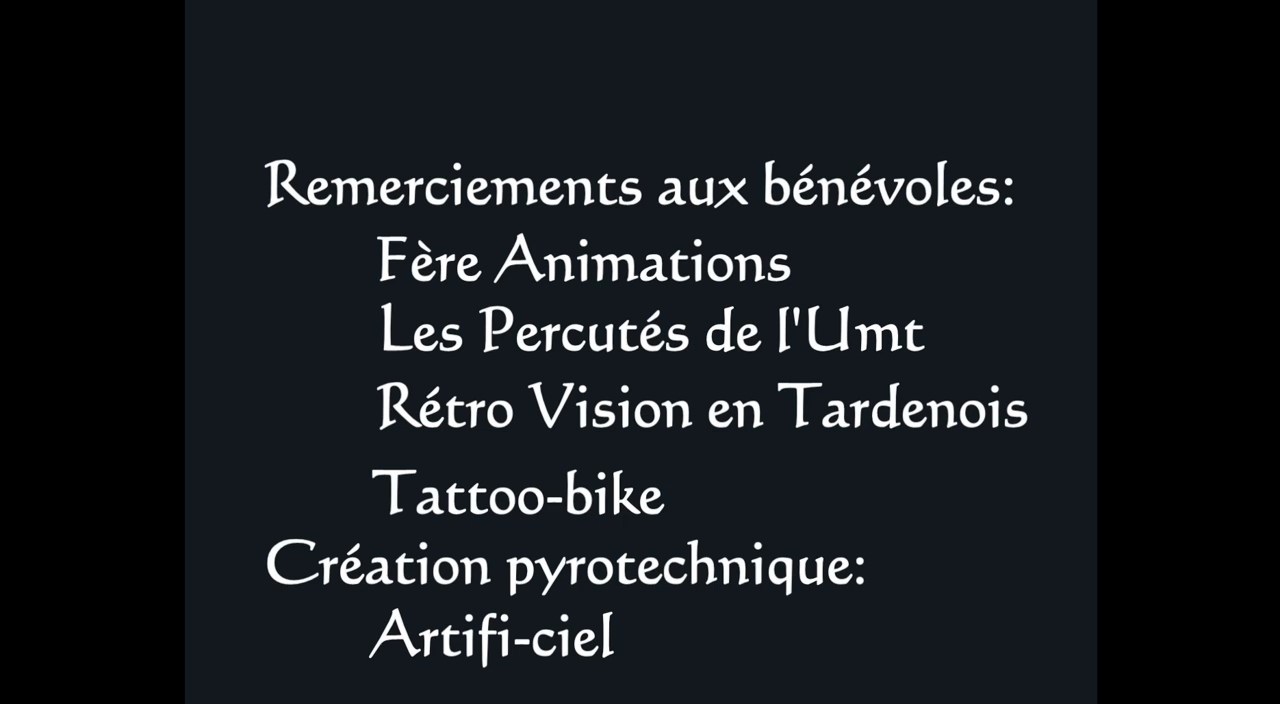 Remerciements aux bénévoles:
Fère Animations
Les Percutés de l'Umt
Rétro Vision en Tardenois
Tattoo-bike
Création pyrotechnique:
Artifi-ciel